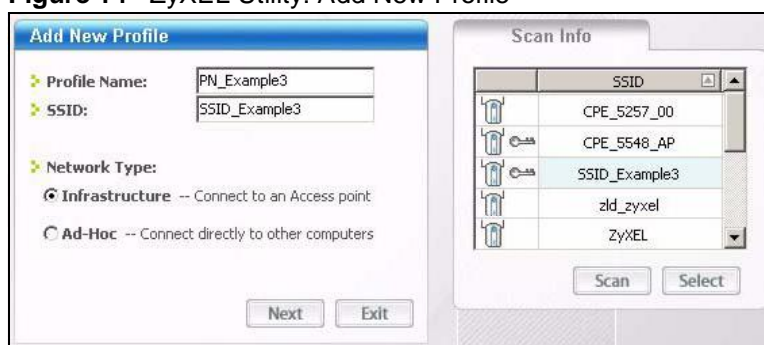 Figure ZyXEL Utility: Add New Profile
Add New Profile
Profile Name: PN_Example3
SSID: SSID_Example3
Network Type:
Infrastructure -- Connect to an Access point
Ad-Hoc -- Connect directly to other computers
Next Exit
Scan Info
SSID
CPE_5257_00
CPE_5548_AP
SSID_Example3
zld_zyxel
ZyXEL
Scan Select